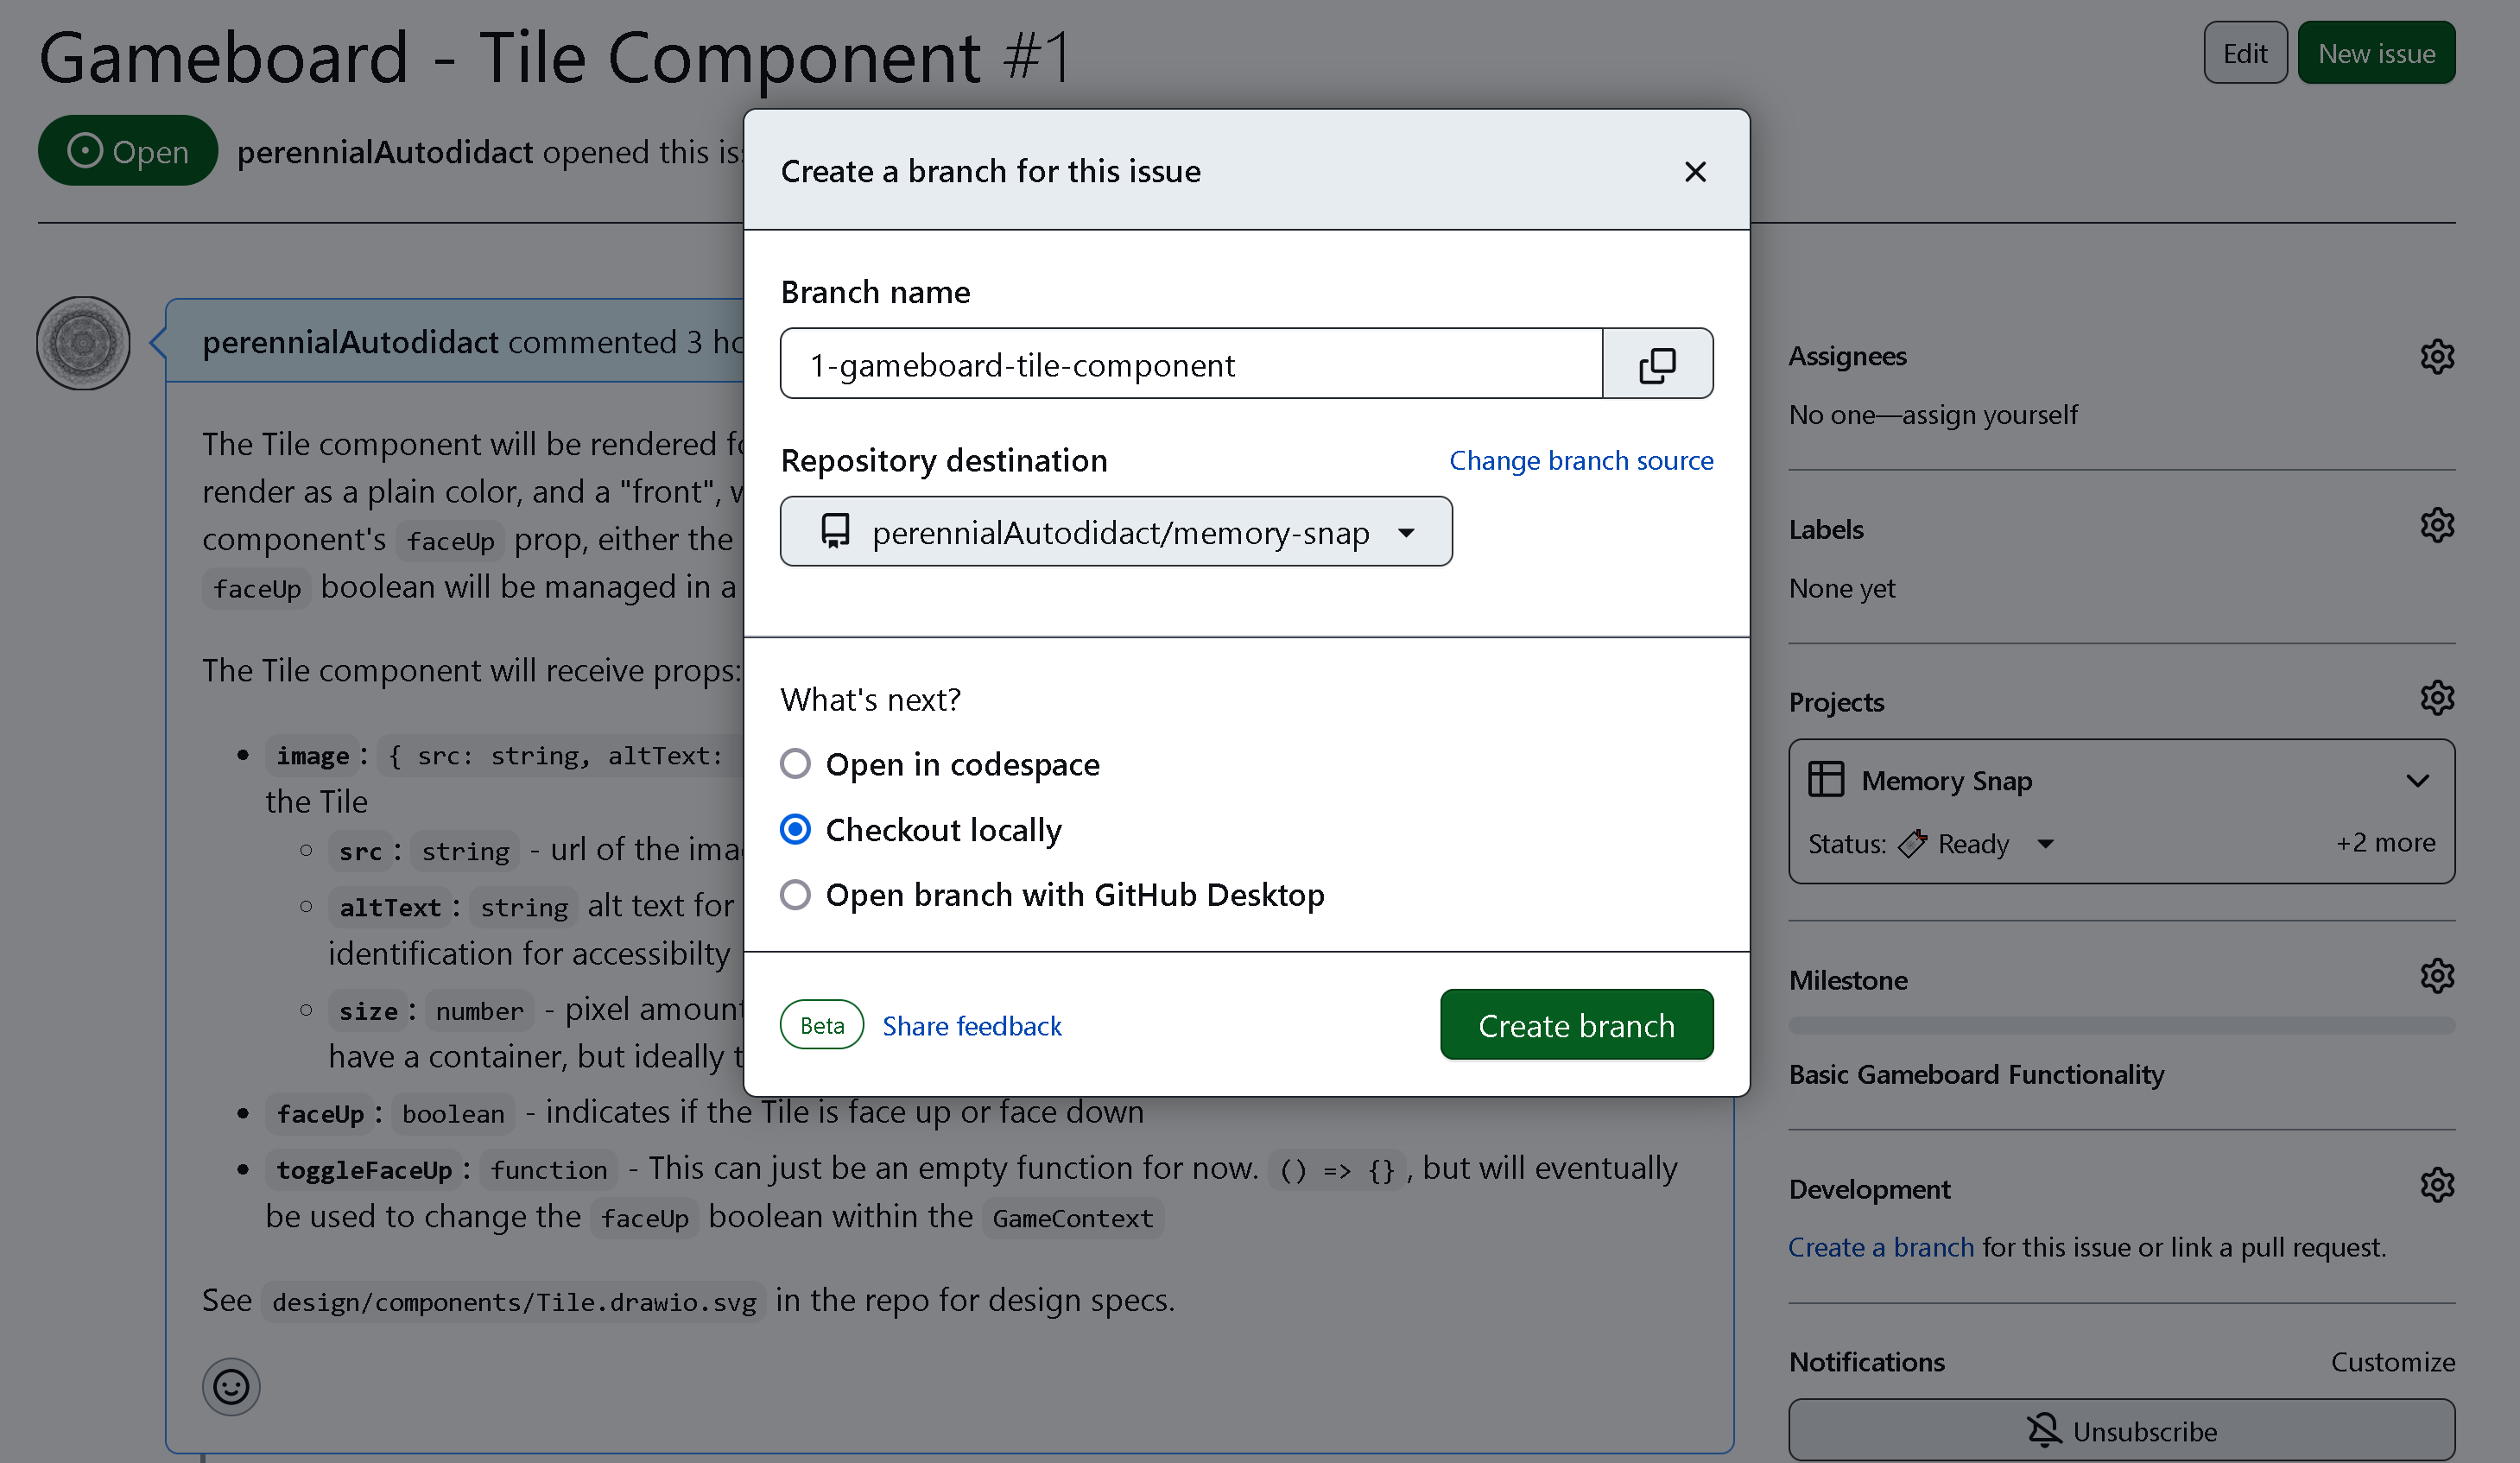 Gameboard - Tile Component #1
Edit
New issue
Open
perennialAutodidact opened this is
Create a branch for this issue
Branch name
1-gameboard-tile-component
Repository destination
Change branch source
perennialAutodidact/memory-snap
What's next?
Open in codespace
Checkout locally
Open branch with GitHub Desktop
Beta
Share feedback
Create branch
perennialAutodidact commented 3 ho
The Tile component will be rendered fo
render as a plain color, and a "front", w
component's faceUp prop, either the
faceUp boolean will be managed in a
The Tile component will receive props:
image: { src: string, altText:
the Tile
src: string - url of the ima
altText: string alt text for
identification for accessibilty
size: number - pixel amount
have a container, but ideally t
faceUp: boolean - indicates if the Tile is face up or face down
toggleFaceUp: function - This can just be an empty function for now. () => {}, but will eventually
be used to change the faceUp boolean within the GameContext
See design/components/Tile.drawio.svg in the repo for design specs.
Assignees
No one—assign yourself
Labels
None yet
Projects
Memory Snap
Status: Ready
+2 more
Milestone
Basic Gameboard Functionality
Development
Create a branch for this issue or link a pull request.
Notifications
Customize
Unsubscribe